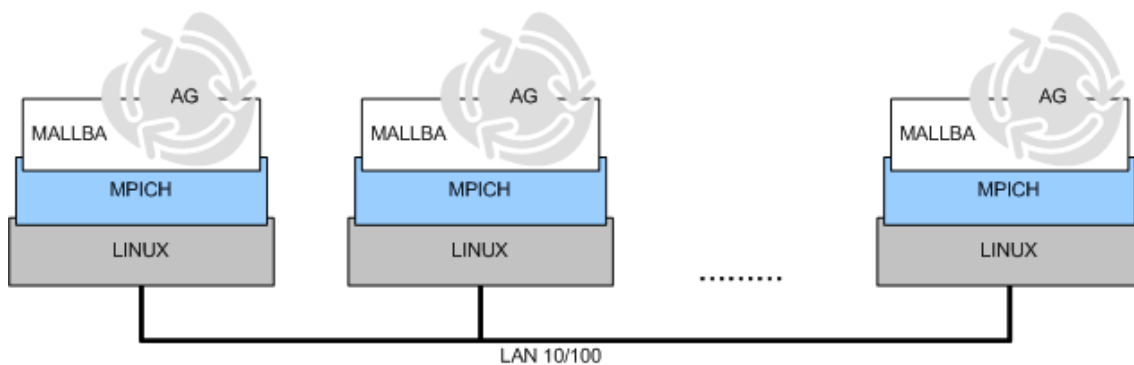 AG AG AG
MALLBA MALLBA MALLBA
MPICH MPICH MPICH
LINUX LINUX LINUX
.........
LAN 10/100